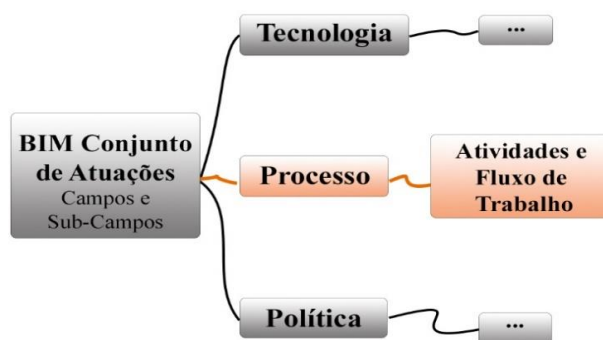 Tecnologia
...
BIM Conjunto
de Atuações
Campos e
Sub-Campos
Processo
Atividades e
Fluxo de
Trabalho
Política
...